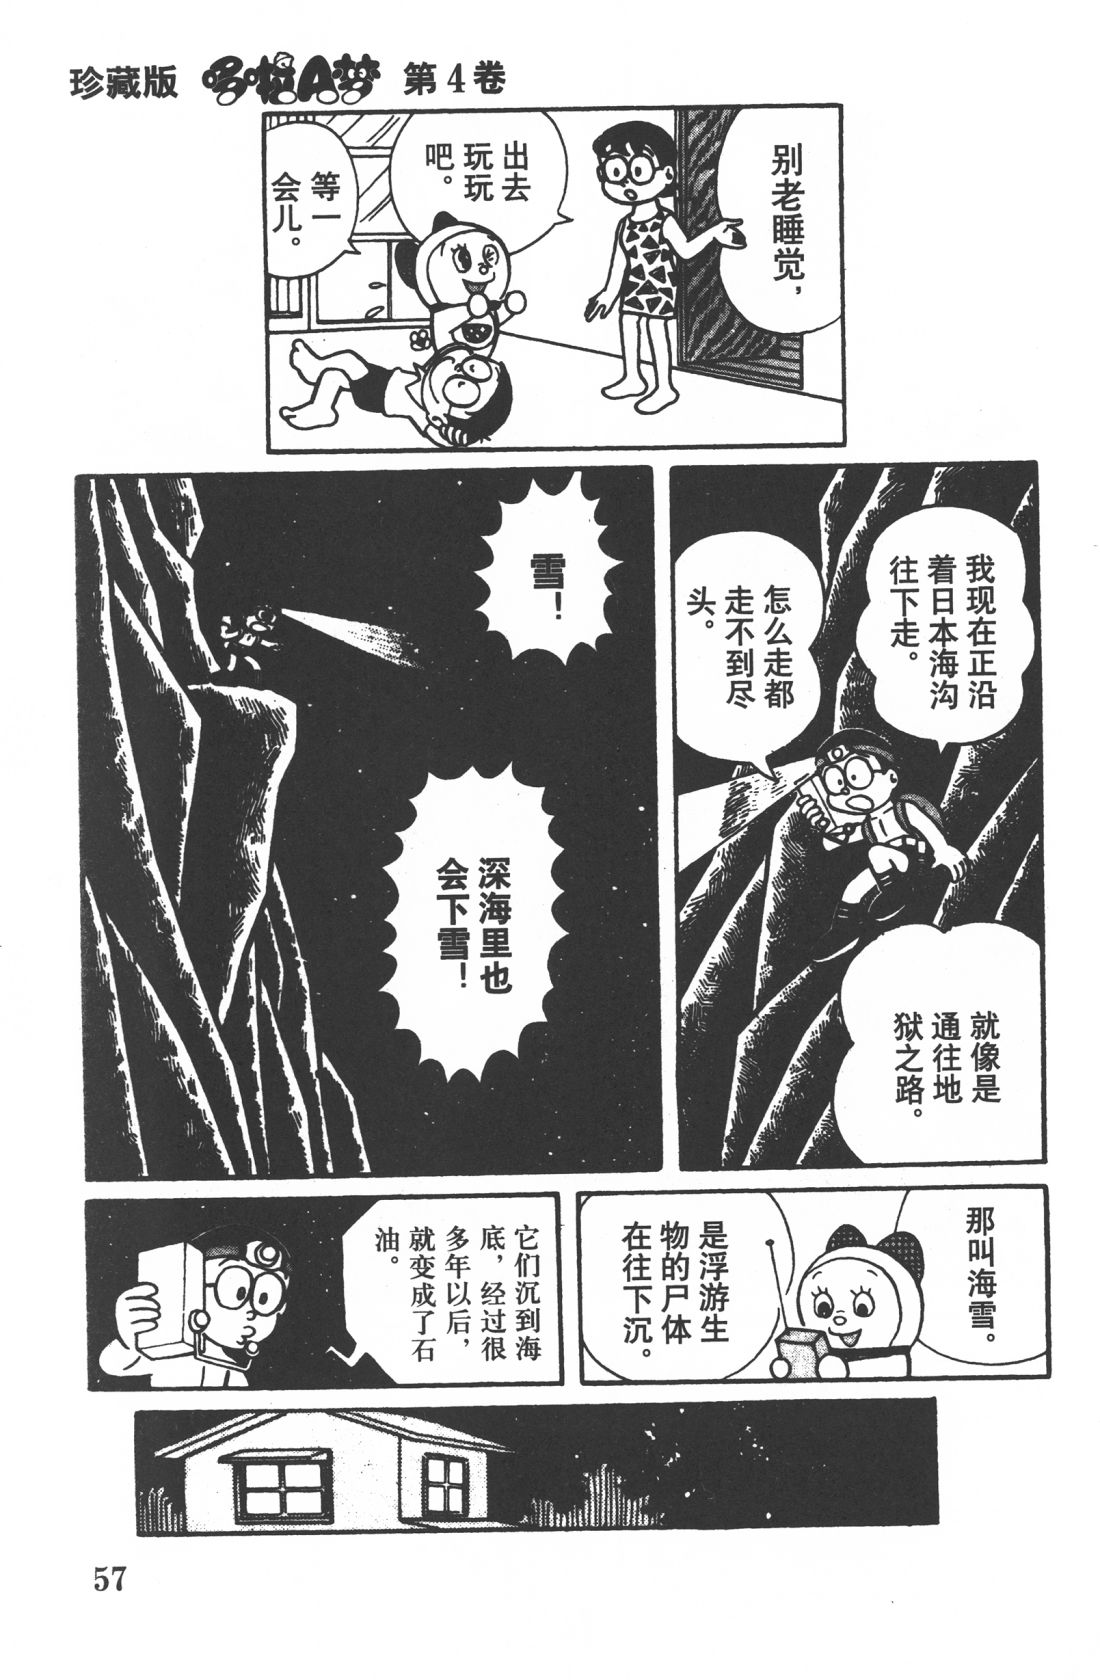 珍藏版 哆啦A梦 第4卷
别老睡觉，
出去
玩玩
吧。
等一
会儿。
我现在正沿
着日本海沟
往下走。
怎么走都
走不到尽
头。
就像是
通往地
狱之路。
雪！
深海里也
会下雪！
那叫海雪。
是浮游生
物的尸体
在往下沉。
它们沉到海
底，经过很
多年以后，
就变成了石
油。
57